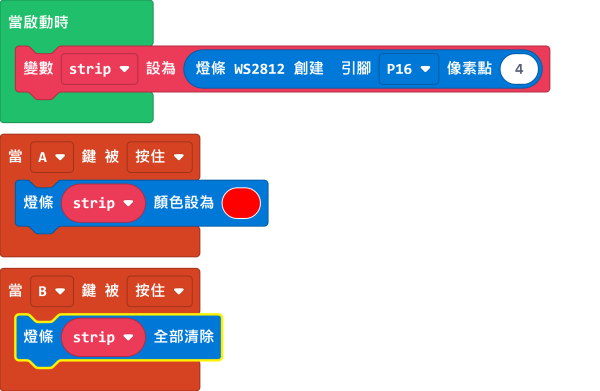 當啟動時
變數 strip 設為 燈條 WS2812 創建 引腳 P16 像素點 4
當 A 鍵 被 按住
燈條 strip 顏色設為
當 B 鍵 被 按住
燈條 strip 全部清除